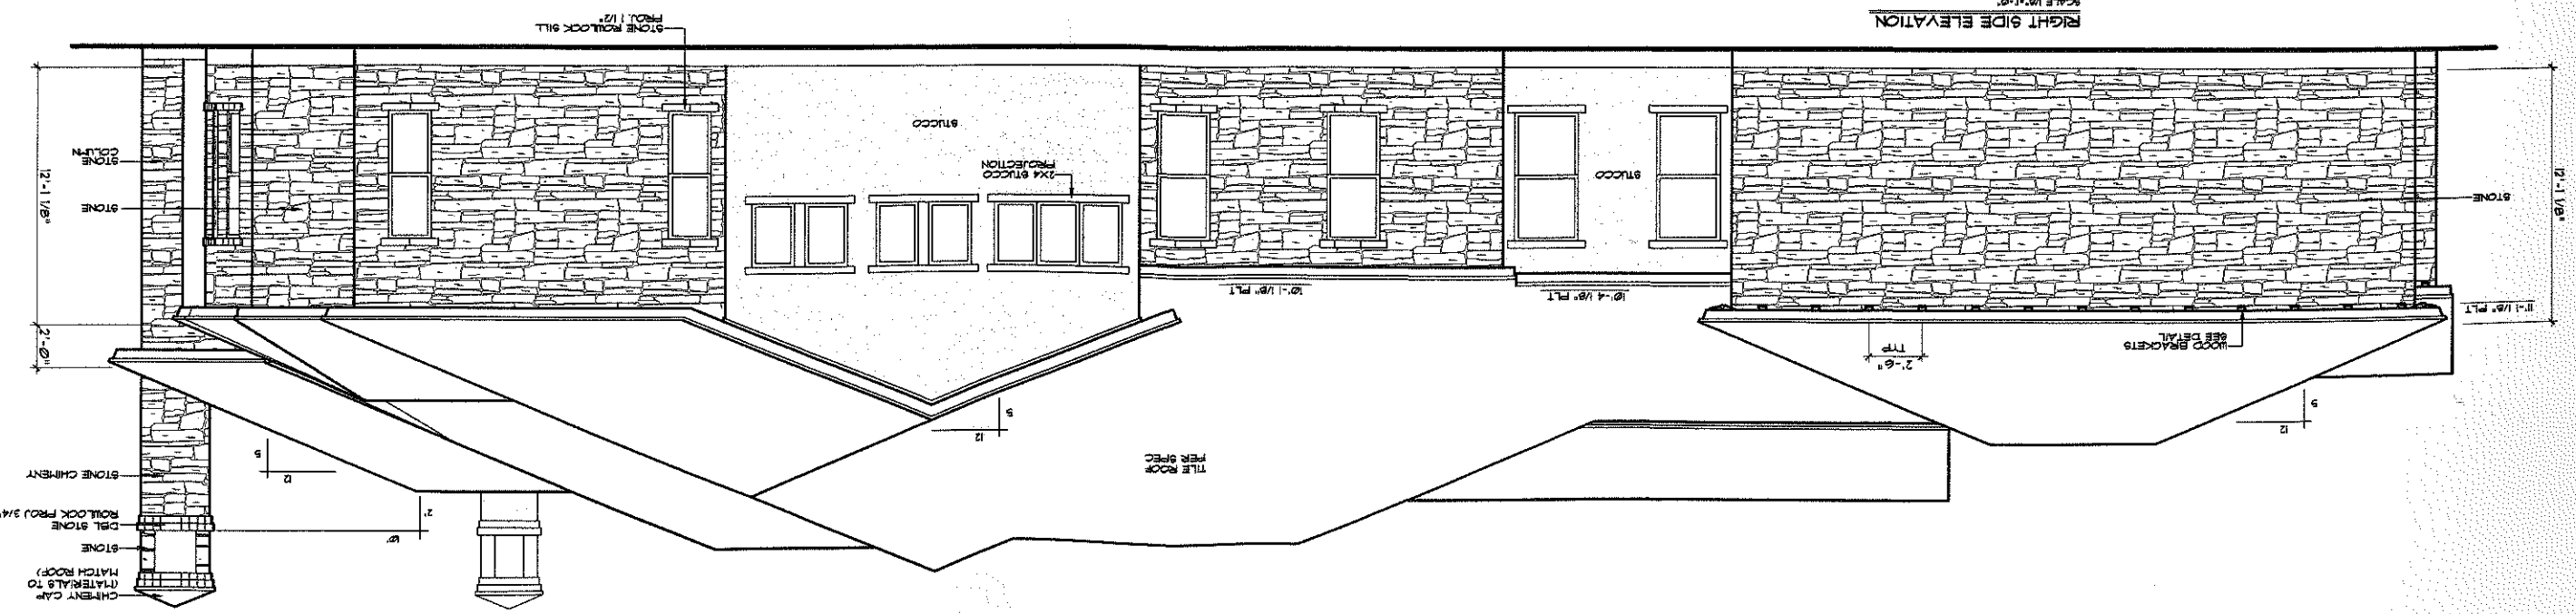 CHIMENY CAP
(MATERIALS TO
MATCH ROOF)
STONE
DBL STONE
ROWLOCK PROJ 3/4"
10'
2'
STONE CHIMENY
12
5
TILE ROOF
PER SPEC
12
5
12
5
2'-6"
TYP
WOOD BRACKETS
SEE DETAIL
2'-0"
11'-1 1/8" PLT
10'-4 1/8" PLT
10'-1 1/8" PLT
12'-1 1/8"
STONE
STUCCO
2X4 STUCCO
PROJECTION
STUCCO
STONE
STONE
COLUMN
12'-1 1/8"
STONE ROWLOCK SILL
PROJ. 1 1/2"
RIGHT SIDE ELEVATION
SCALE 1/8"=1'-0"